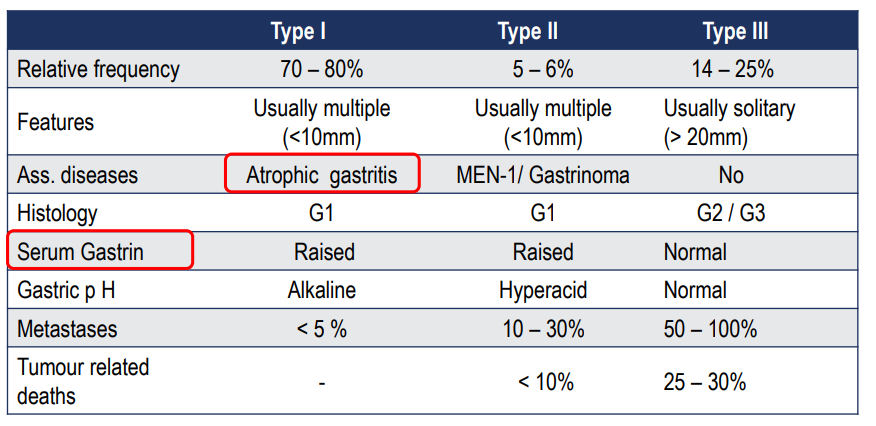 Type I Type II Type III
Relative frequency 70 – 80% 5 – 6% 14 – 25%
Features Usually multiple (<10mm) Usually multiple (<10mm) Usually solitary (> 20mm)
Ass. diseases Atrophic gastritis MEN-1/ Gastrinoma No
Histology G1 G1 G2 / G3
Serum Gastrin Raised Raised Normal
Gastric p H Alkaline Hyperacid Normal
Metastases < 5 % 10 – 30% 50 – 100%
Tumour related deaths - < 10% 25 – 30%